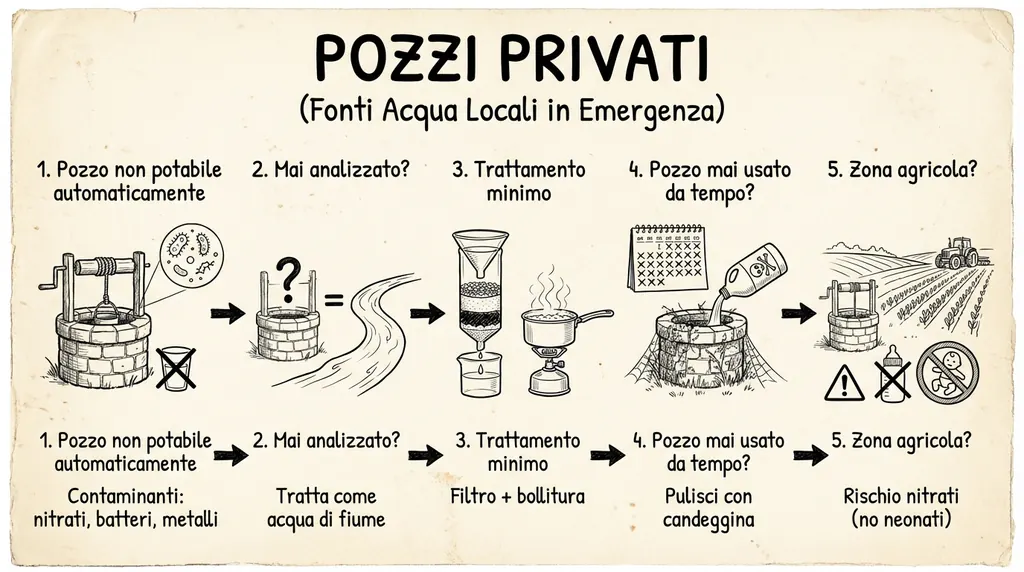 POZZI PRIVATI
(Fonti Acqua Locali in Emergenza)
1. Pozzo non potabile
automaticamente
2. Mai analizzato?
3. Trattamento
minimo
4. Pozzo mai usato
da tempo?
5. Zona agricola?
?
=
1. Pozzo non potabile
automaticamente
2. Mai analizzato?
3. Trattamento
minimo
4. Pozzo mai usato
da tempo?
5. Zona agricola?
Contaminanti:
nitrati, batteri, metalli
Tratta come
acqua di fiume
Filtro + bollitura
Pulisci con
candeggina
Rischio nitrati
(no neonati)